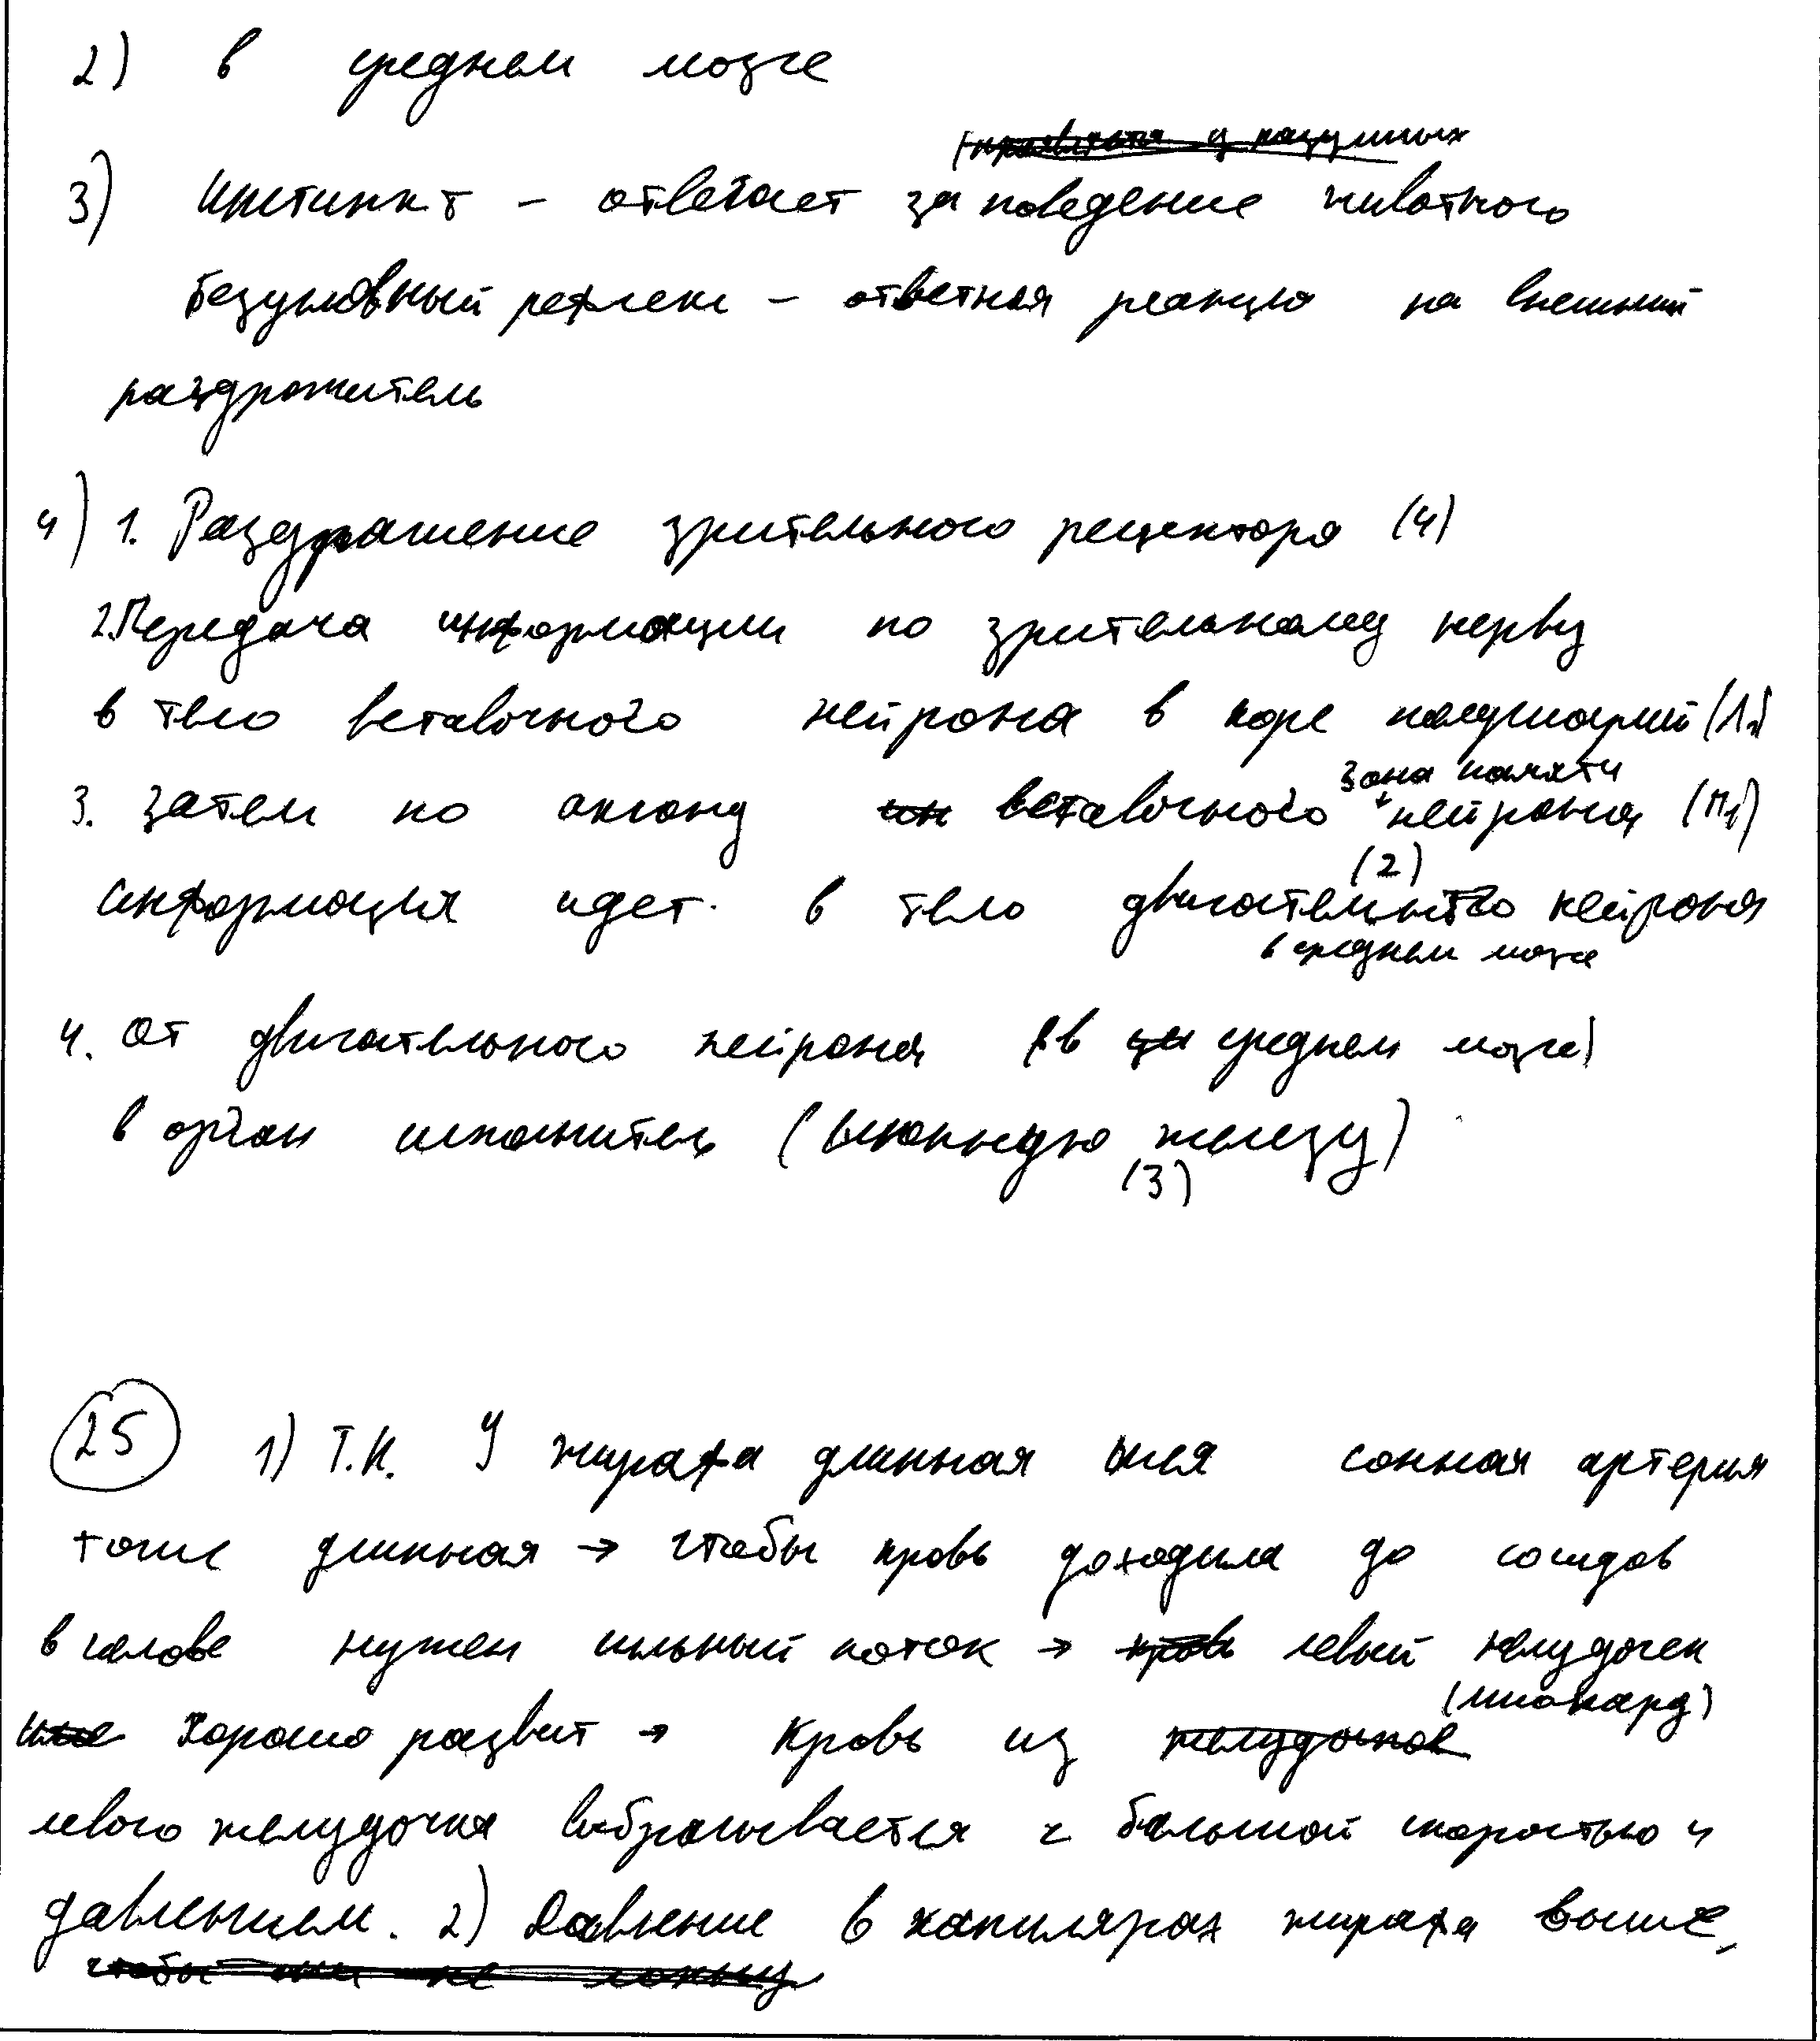 2) в среднем мозге
3) Инстинкт - отвечает за поведение животного
безусловный рефлекс - ответная реакция на внешний
раздражитель
4) 1. Раздражение зрительного рецептора (4)
2. Передача информации по зрительному нерву
в тело вставочного нейрона в коре полушарий
зона памяти
3. Затем по аксону вставочного нейрона (П1)
(2)
информация идет в тело двигательного нейрона
в среднем мозге
4. От двигательного нейрона (в среднем мозге)
в орган исполнитель (слюнную железу)
(3)
25 1) Т.К. У жирафа длинная шея сонная артерия
тоже длинная → чтобы кровь доходила до сосудов
в голове нужен сильный поток → левый желудочек
(миокард)
хорошо развит → Кровь из
левого желудочка выбрасывается с большой скоростью и
давлением. 2) Давление в капилярах жирафа выше,